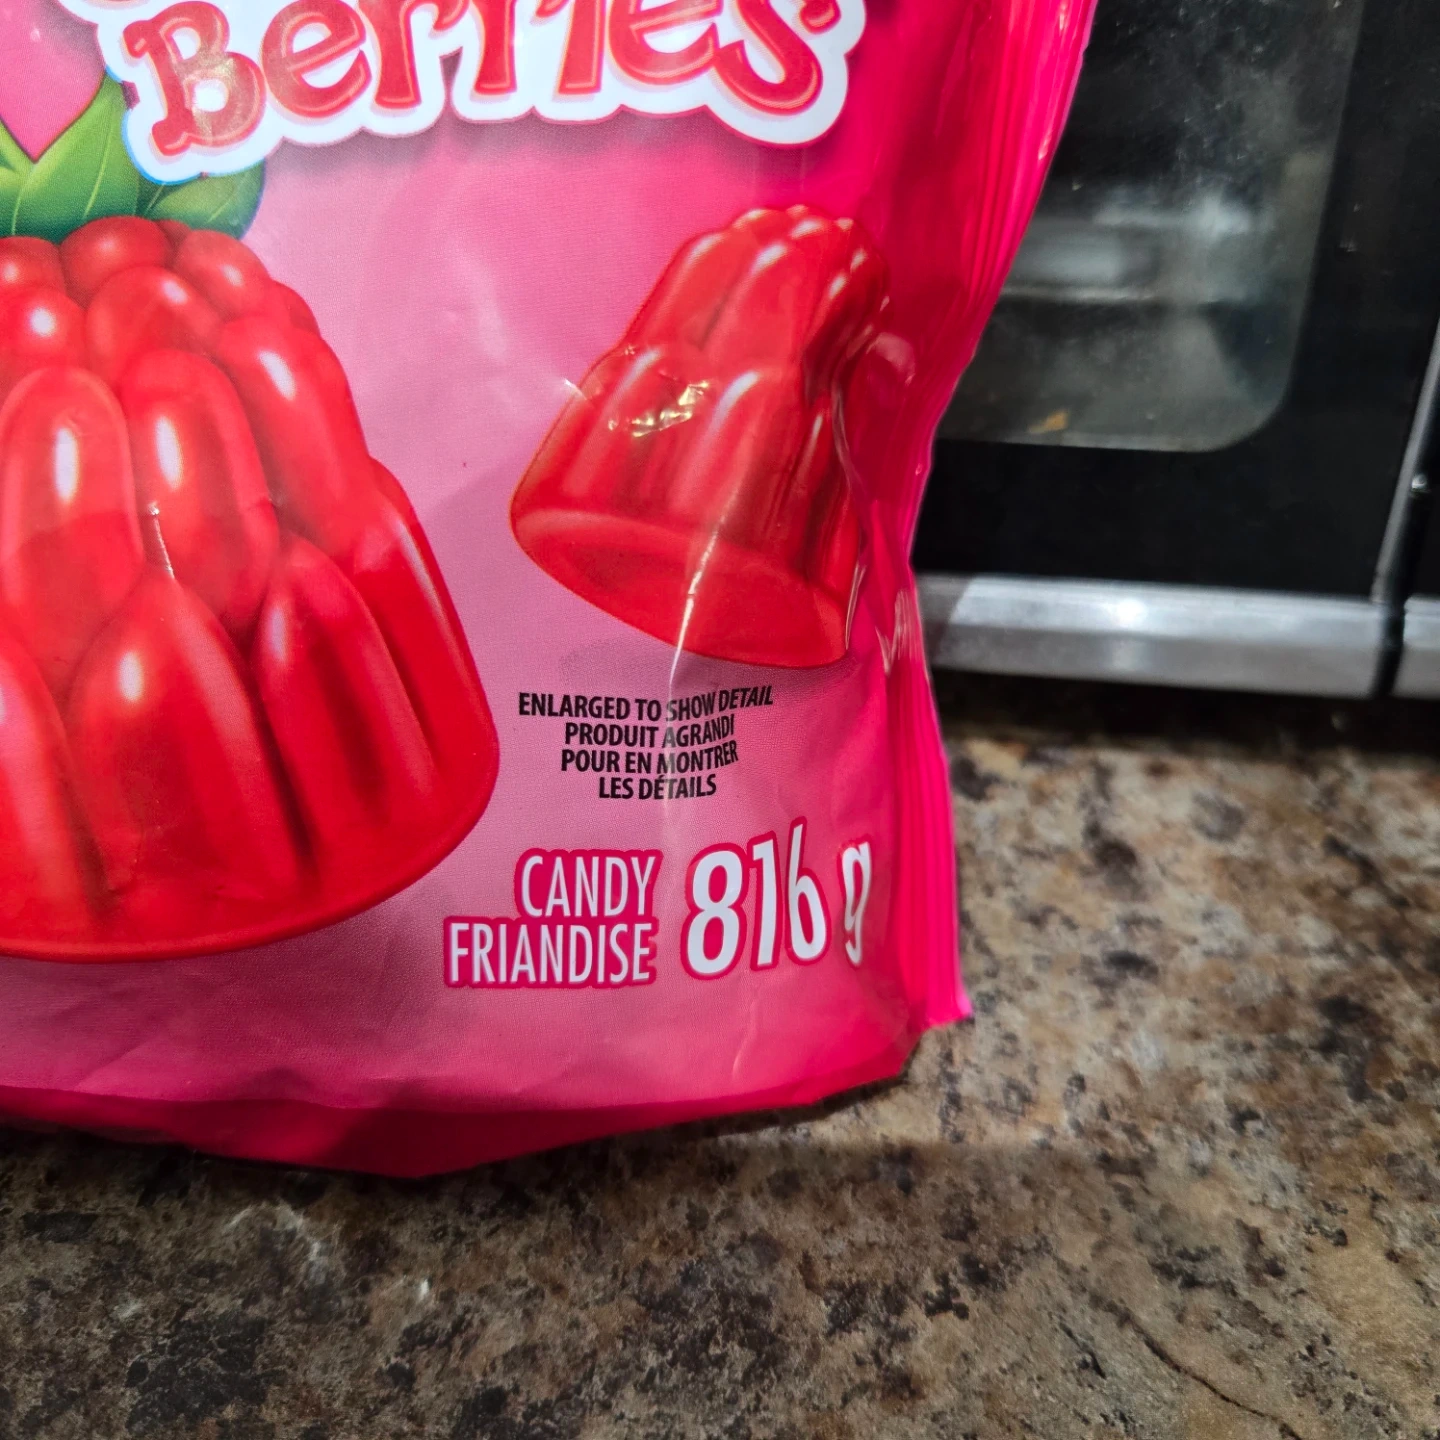 Berries
ENLARGED TO SHOW DETAIL
PRODUIT AGRANDI
POUR EN MONTRER
LES DÉTAILS
CANDY
FRIANDISE
816 g